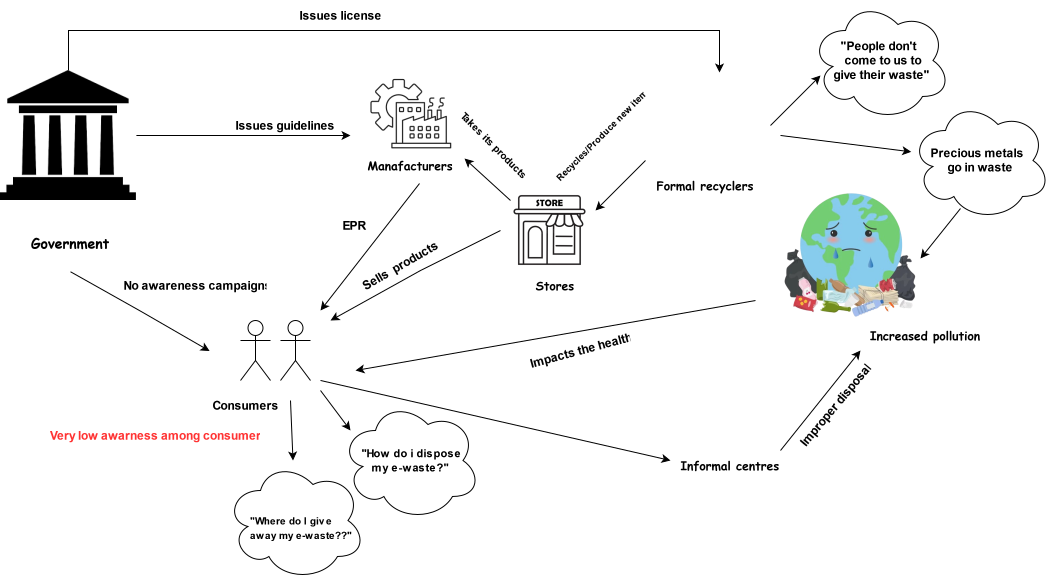 Issues license
"People don't
come to us to
give their waste"
Issues guidelines
Takes its products
Recycles/Produce new item
Manafacturers
Precious metals
go in waste
Formal recyclers
STORE
EPR
Government
Sells products
Stores
No awareness campaigns
Increased pollution
Impacts the health
Consumers
Improper disposal
Very low awarness among consumer
"How do i dispose
my e-waste?"
Informal centres
"Where do I give
away my e-waste??"